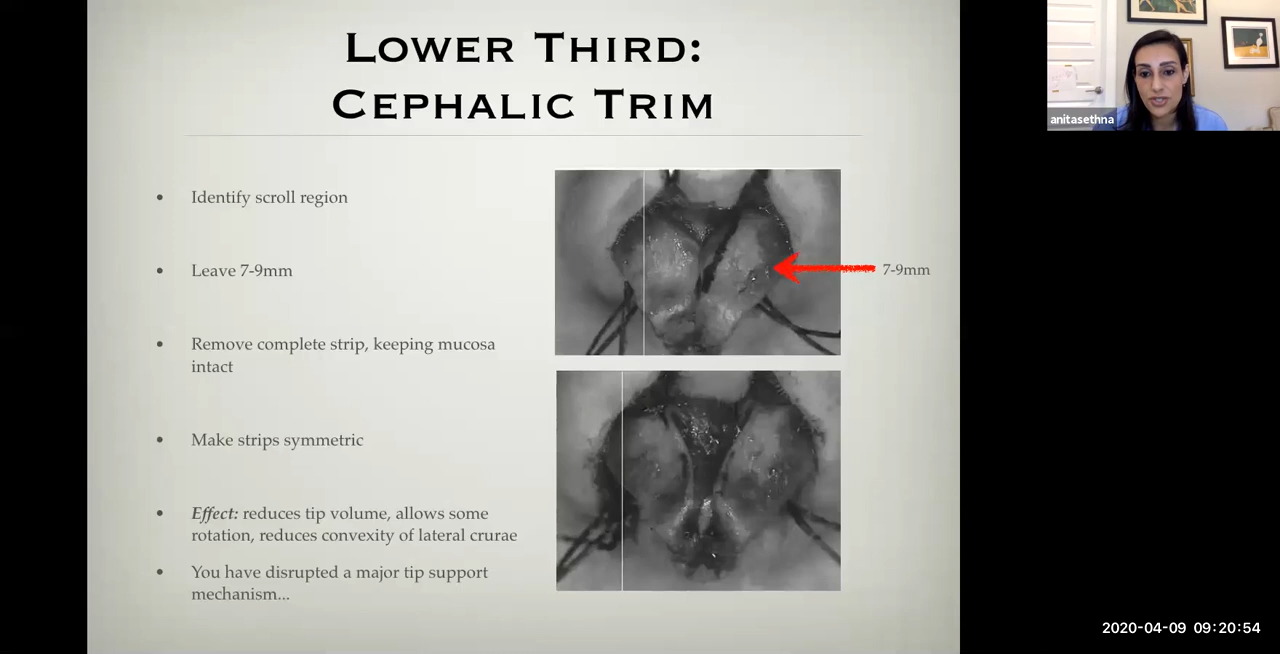 LOWER THIRD:
CEPHALIC TRIM
• Identify scroll region
• Leave 7-9mm
• Remove complete strip, keeping mucosa
intact
• Make strips symmetric
• Effect: reduces tip volume, allows some
rotation, reduces convexity of lateral crurae
• You have disrupted a major tip support
mechanism...
7-9mm
anitasethna
2020-04-09 09:20:54